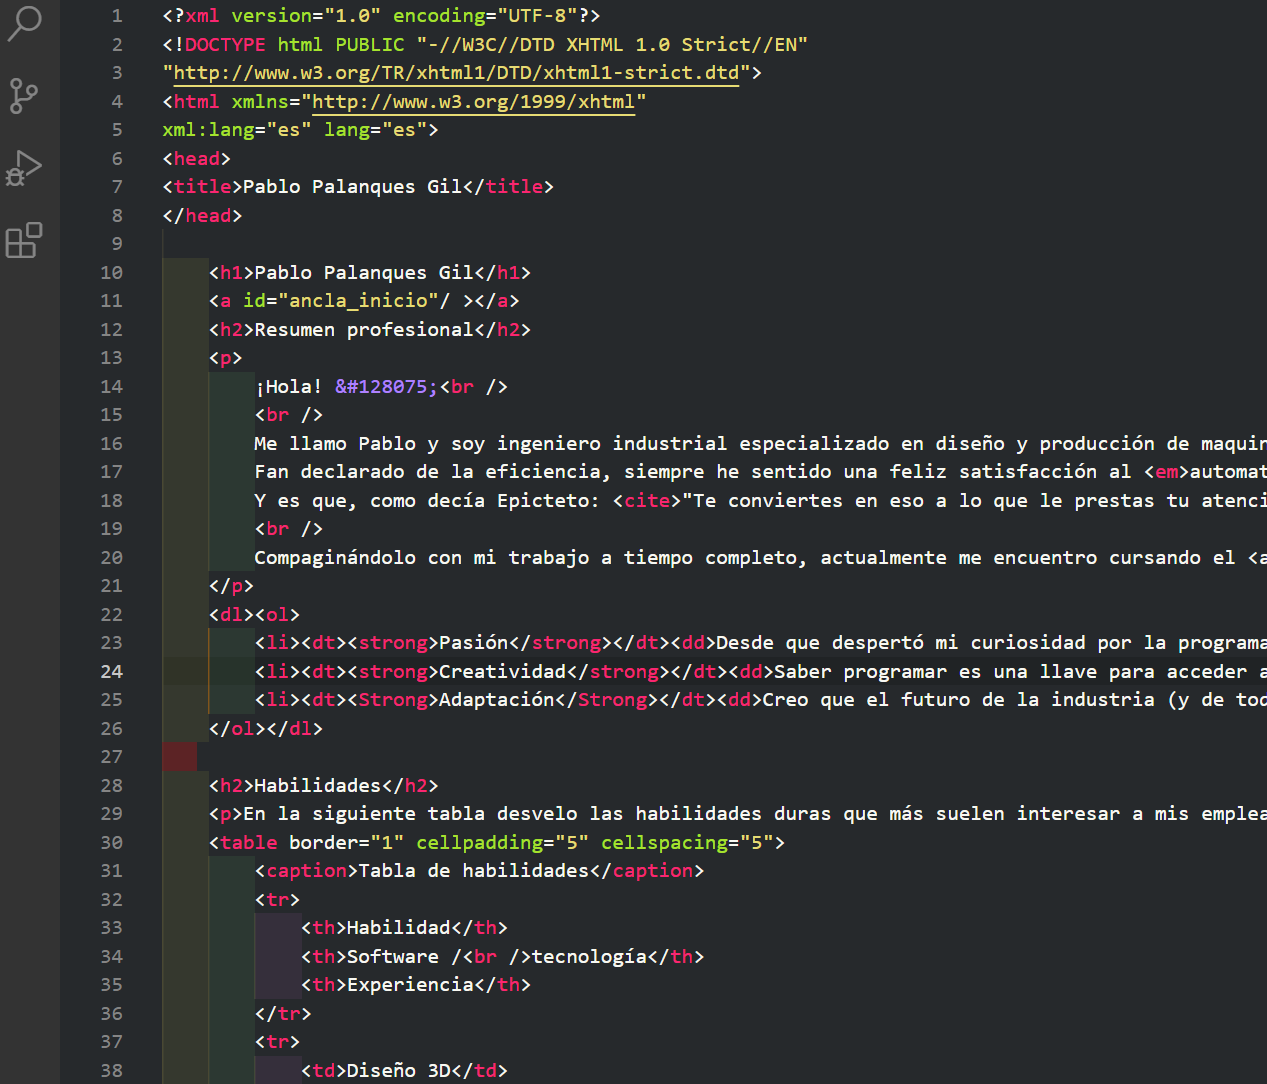 1 <?xml version="1.0" encoding="UTF-8"?>
2 <!DOCTYPE html PUBLIC "-//W3C//DTD XHTML 1.0 Strict//EN"
3 "http://www.w3.org/TR/xhtml1/DTD/xhtml1-strict.dtd">
4 <html xmlns="http://www.w3.org/1999/xhtml"
5 xml:lang="es" lang="es">
6 <head>
7 <title>Pablo Palanques Gil</title>
8 </head>
9
10 <h1>Pablo Palanques Gil</h1>
11 <a id="ancla_inicio"/ ></a>
12 <h2>Resumen profesional</h2>
13 <p>
14 ¡Hola! &#128075;<br />
15 <br />
16 Me llamo Pablo y soy ingeniero industrial especializado en diseño y producción de maquin
17 Fan declarado de la eficiencia, siempre he sentido una feliz satisfacción al <em>automat
18 Y es que, como decía Epicteto: <cite>"Te conviertes en eso a lo que le prestas tu atenci
19 <br />
20 Compaginándolo con mi trabajo a tiempo completo, actualmente me encuentro cursando el <a
21 </p>
22 <dl><ol>
23 <li><dt><strong>Pasión</strong></dt><dd>Desde que despertó mi curiosidad por la programa
24 <li><dt><strong>Creatividad</strong></dt><dd>Saber programar es una llave para acceder a
25 <li><dt><Strong>Adaptación</Strong></dt><dd>Creo que el futuro de la industria (y de tod
26 </ol></dl>
27
28 <h2>Habilidades</h2>
29 <p>En la siguiente tabla desvelo las habilidades duras que más suelen interesar a mis emplea
30 <table border="1" cellpadding="5" cellspacing="5">
31 <caption>Tabla de habilidades</caption>
32 <tr>
33 <th>Habilidad</th>
34 <th>Software /<br />tecnología</th>
35 <th>Experiencia</th>
36 </tr>
37 <tr>
38 <td>Diseño 3D</td>